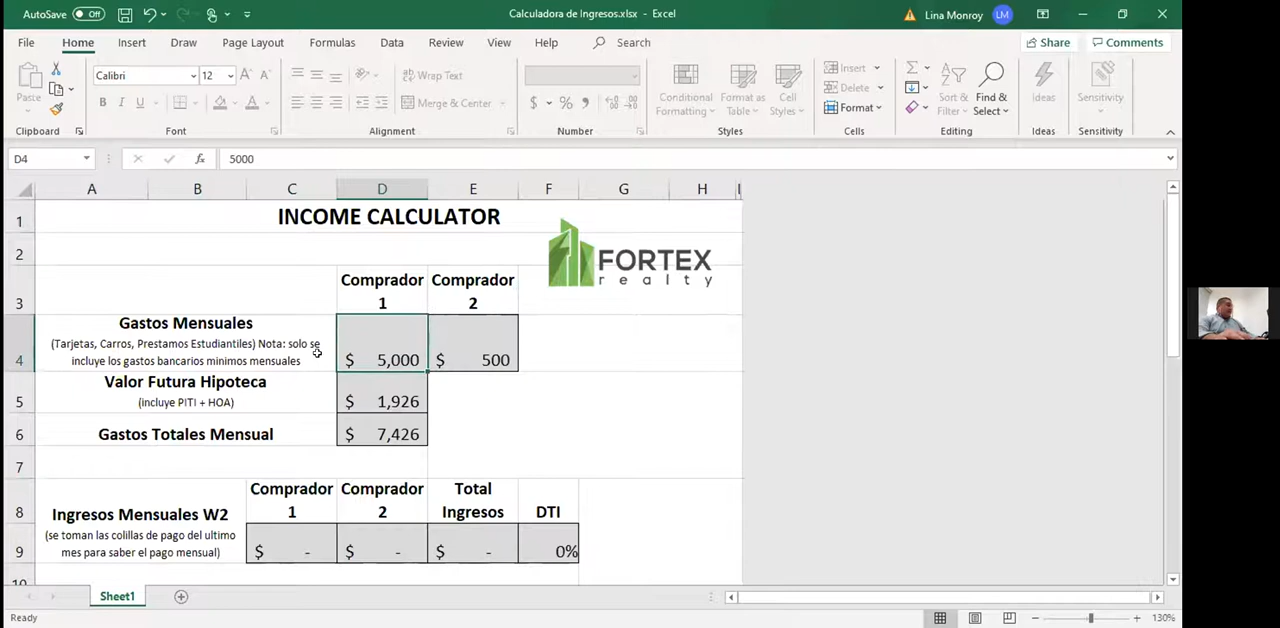 AutoSave Off
Calculadora de Ingresos.xlsx - Excel
Lina Monroy LM
File Home Insert Draw Page Layout Formulas Data Review View Help Search
Share Comments
Calibri 12
Wrap Text
Insert
Paste
B I U
Merge & Center
$ % 9
Conditional Formatting
Format as Table
Cell Styles
Delete
Format
Sort & Filter
Find & Select
Ideas
Sensitivity
Clipboard Font Alignment Number Styles Cells Editing Ideas Sensitivity
D4 fx 5000
A B C D E F G H I
1 INCOME CALCULATOR
2
FORTEX
realty
3 Comprador 1 Comprador 2
4 Gastos Mensuales
(Tarjetas, Carros, Prestamos Estudiantiles) Nota: solo se
incluye los gastos bancarios minimos mensuales
$ 5,000 $ 500
Valor Futura Hipoteca
5 (incluye PITI + HOA) $ 1,926
6 Gastos Totales Mensual $ 7,426
7
8 Comprador 1 Comprador 2 Total Ingresos DTI
Ingresos Mensuales W2
(se toman las colillas de pago del ultimo
mes para saber el pago mensual)
9 $ - $ - $ - 0%
10
Sheet1
Ready 130%